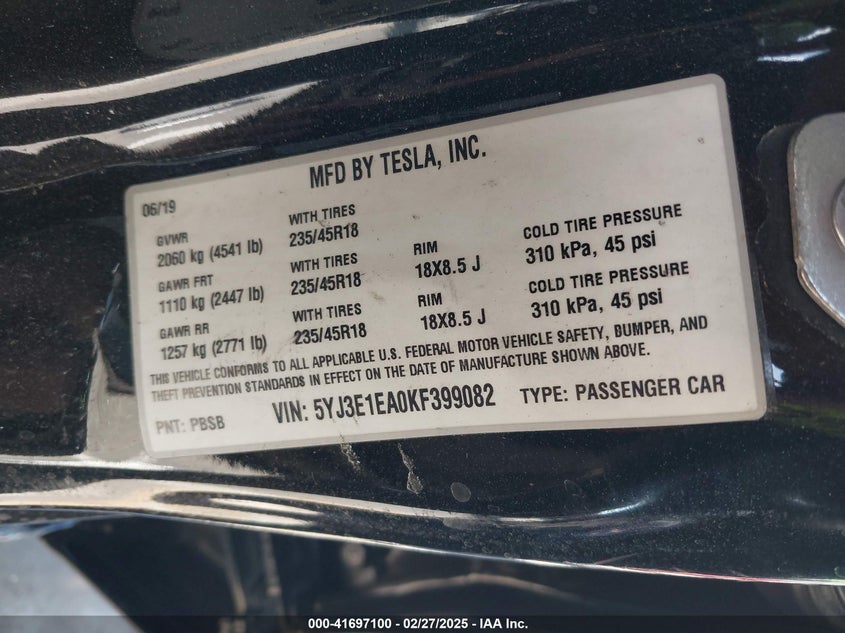 MFD BY TESLA, INC.
06/19
GVWR WITH TIRES
2060 kg (4541 lb) 235/45R18 RIM COLD TIRE PRESSURE
GAWR FRT WITH TIRES 18X8.5 J 310 kPa, 45 psi
1110 kg (2447 lb) 235/45R18 RIM COLD TIRE PRESSURE
GAWR RR WITH TIRES 18X8.5 J 310 kPa, 45 psi
1257 kg (2771 lb) 235/45R18
THIS VEHICLE CONFORMS TO ALL APPLICABLE U.S. FEDERAL MOTOR VEHICLE SAFETY, BUMPER, AND
THEFT PREVENTION STANDARDS IN EFFECT ON THE DATE OF MANUFACTURE SHOWN ABOVE.
PNT: PBSB VIN: 5YJ3E1EA0KF399082 TYPE: PASSENGER CAR
000-41697100 - 02/27/2025 - IAA Inc.